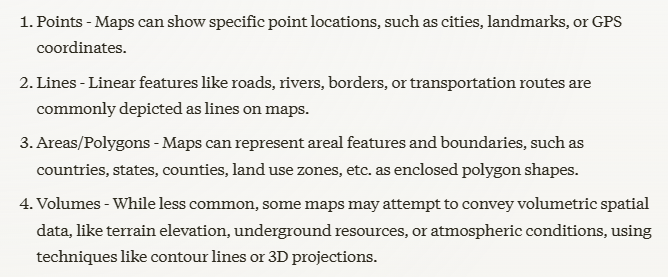 1. Points - Maps can show specific point locations, such as cities, landmarks, or GPS
coordinates.
2. Lines - Linear features like roads, rivers, borders, or transportation routes are
commonly depicted as lines on maps.
3. Areas/Polygons - Maps can represent areal features and boundaries, such as
countries, states, counties, land use zones, etc. as enclosed polygon shapes.
4. Volumes - While less common, some maps may attempt to convey volumetric spatial
data, like terrain elevation, underground resources, or atmospheric conditions, using
techniques like contour lines or 3D projections.